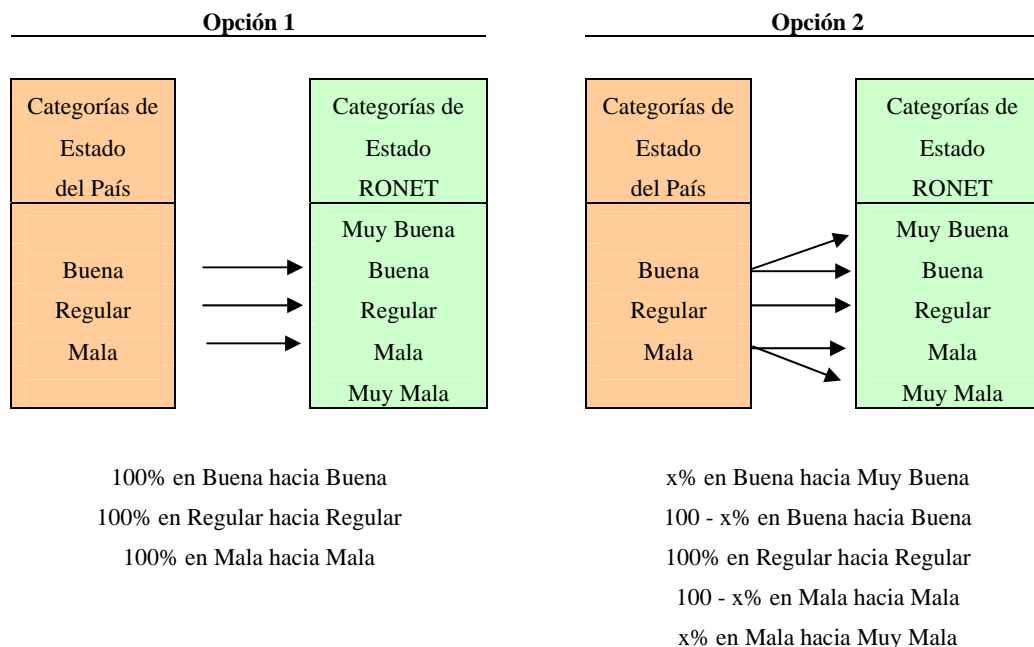 Opción 1
Categorías de
Estado
del País
Buena
Regular
Mala
Categorías de
Estado
RONET
Muy Buena
Buena
Regular
Mala
Muy Mala
100% en Buena hacia Buena
100% en Regular hacia Regular
100% en Mala hacia Mala
Opción 2
Categorías de
Estado
del País
Buena
Regular
Mala
Categorías de
Estado
RONET
Muy Buena
Buena
Regular
Mala
Muy Mala
x% en Buena hacia Muy Buena
100 - x% en Buena hacia Buena
100% en Regular hacia Regular
100 - x% en Mala hacia Mala
x% en Mala hacia Muy Mala